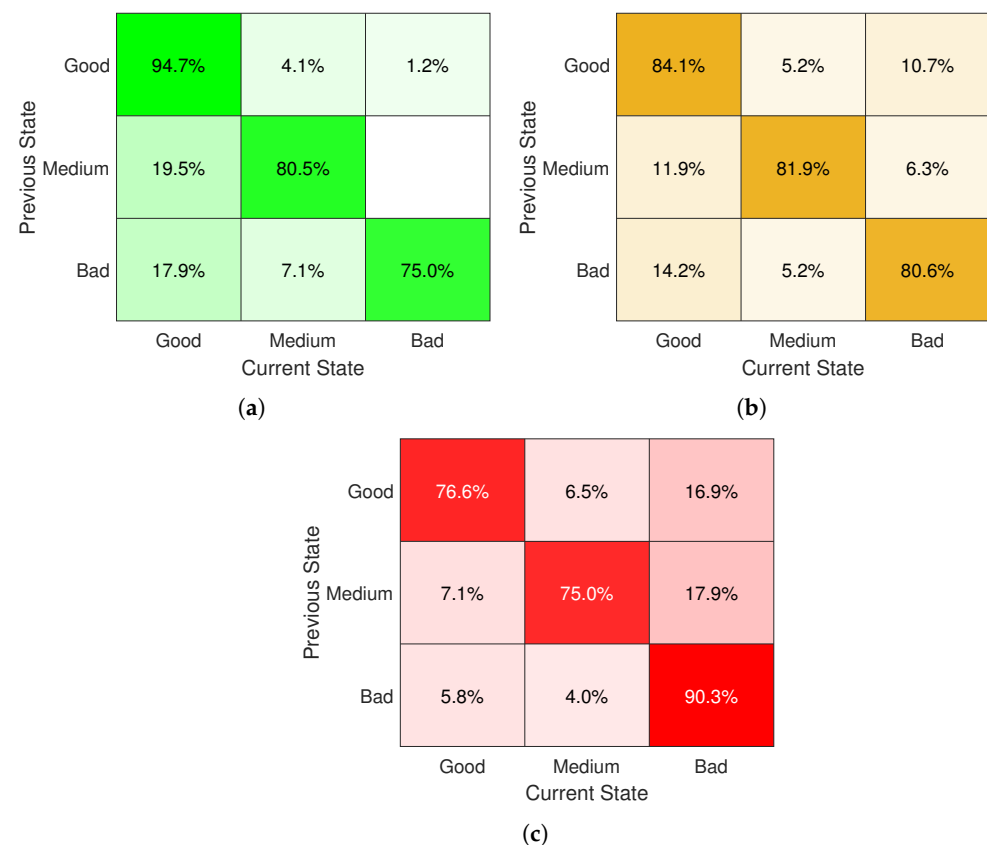 Previous State
Good 94.7% 4.1% 1.2%
Medium 19.5% 80.5%
Bad 17.9% 7.1% 75.0%
Good Medium Bad
Current State
(a)
Previous State
Good 84.1% 5.2% 10.7%
Medium 11.9% 81.9% 6.3%
Bad 14.2% 5.2% 80.6%
Good Medium Bad
Current State
(b)
Previous State
Good 76.6% 6.5% 16.9%
Medium 7.1% 75.0% 17.9%
Bad 5.8% 4.0% 90.3%
Good Medium Bad
Current State
(c)